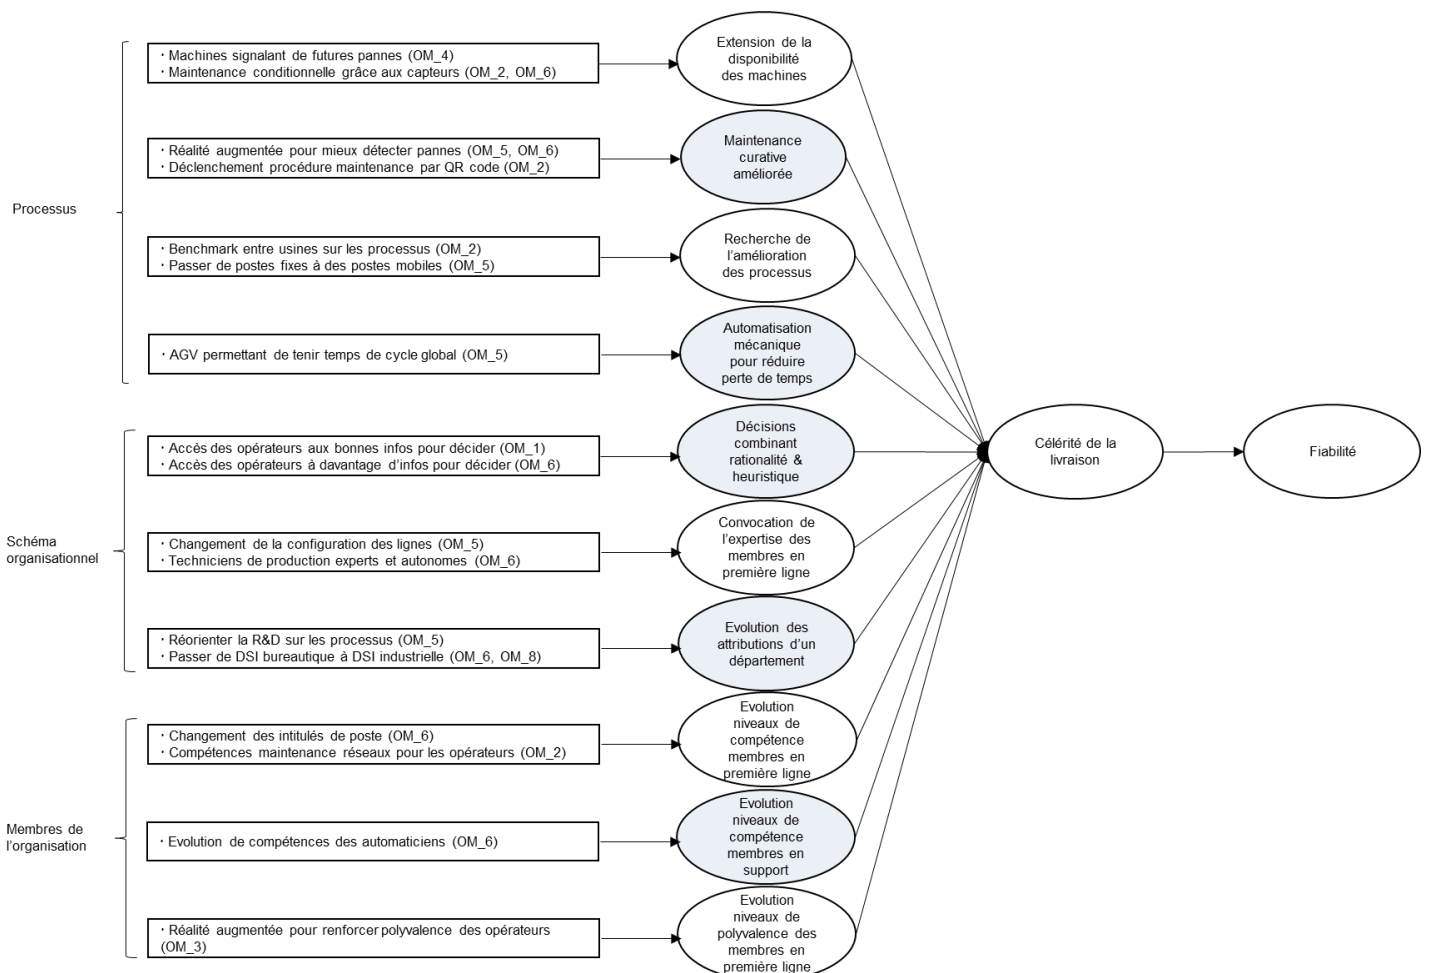 Processus
· Machines signalant de futures pannes (OM_4)
· Maintenance conditionnelle grâce aux capteurs (OM_2, OM_6)
Extension de la
disponibilité
des machines
· Réalité augmentée pour mieux détecter pannes (OM_5, OM_6)
· Déclenchement procédure maintenance par QR code (OM_2)
Maintenance
curative
améliorée
· Benchmark entre usines sur les processus (OM_2)
· Passer de postes fixes à des postes mobiles (OM_5)
Recherche de
l’amélioration
des processus
· AGV permettant de tenir temps de cycle global (OM_5)
Automatisation
mécanique
pour réduire
perte de temps
Schéma
organisationnel
· Accès des opérateurs aux bonnes infos pour décider (OM_1)
· Accès des opérateurs à davantage d’infos pour décider (OM_6)
Décisions
combinant
rationalité &
heuristique
· Changement de la configuration des lignes (OM_5)
· Techniciens de production experts et autonomes (OM_6)
Convocation de
l’expertise des
membres en
première ligne
· Réorienter la R&D sur les processus (OM_5)
· Passer de DSI bureautique à DSI industrielle (OM_6, OM_8)
Evolution des
attributions d’un
département
Membres de
l’organisation
· Changement des intitulés de poste (OM_6)
· Compétences maintenance réseaux pour les opérateurs (OM_2)
Evolution
niveaux de
compétence
membres en
première ligne
· Evolution de compétences des automaticiens (OM_6)
Evolution
niveaux de
compétence
membres en
support
· Réalité augmentée pour renforcer polyvalence des opérateurs
(OM_3)
Evolution
niveaux de
polyvalence des
membres en
première ligne
Célérité de la
livraison
Fiabilité